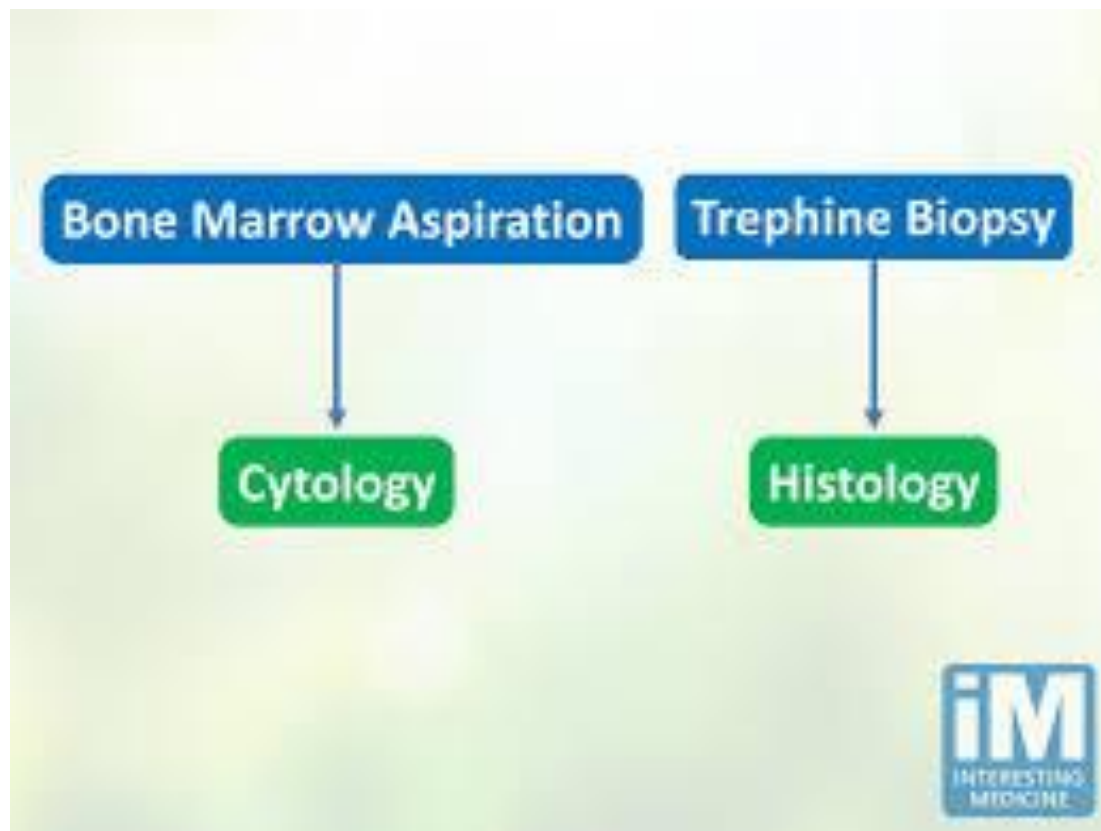 Bone Marrow Aspiration
Trephine Biopsy
Cytology
Histology
iM
INTERESTING
MEDICINE